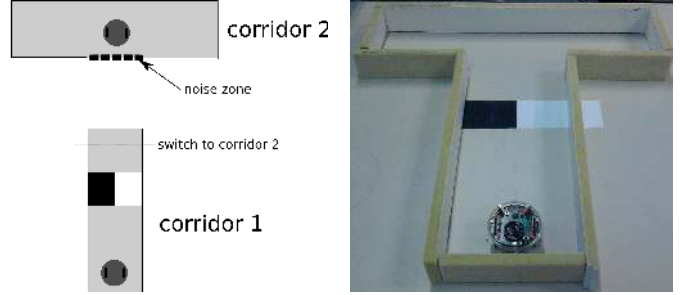 corridor 2
noise zone
switch to corridor 2
corridor 1